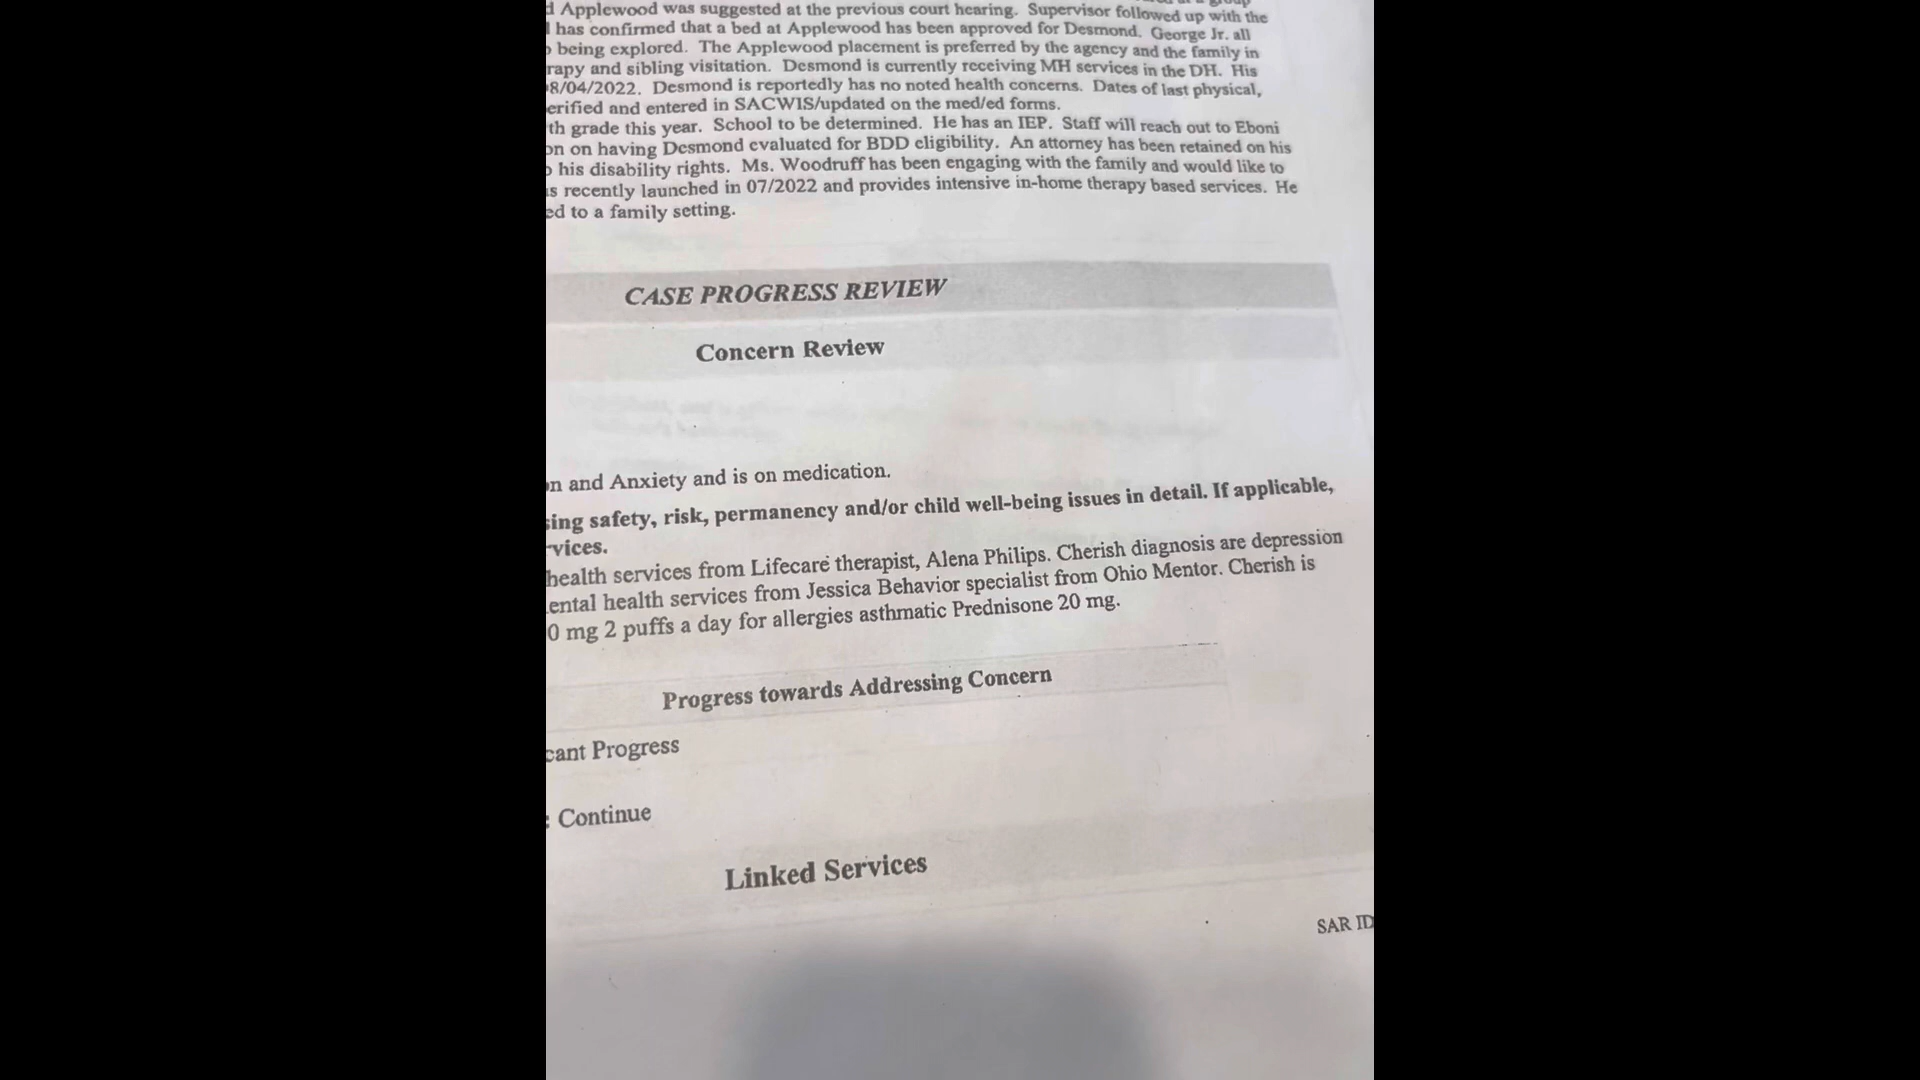 Applewood was suggested at the previous court hearing. Supervisor followed up with the
has confirmed that a bed at Applewood has been approved for Desmond. George Jr. all
being explored. The Applewood placement is preferred by the agency and the family in
rapy and sibling visitation. Desmond is currently receiving MH services in the DH. His
8/04/2022. Desmond is reportedly has no noted health concerns. Dates of last physical,
erified and entered in SACWIS/updated on the med/ed forms.
th grade this year. School to be determined. He has an IEP. Staff will reach out to Eboni
on on having Desmond evaluated for BDD eligibility. An attorney has been retained on his
his disability rights. Ms. Woodruff has been engaging with the family and would like to
s recently launched in 07/2022 and provides intensive in-home therapy based services. He
ed to a family setting.
CASE PROGRESS REVIEW
Concern Review
n and Anxiety and is on medication.
sing safety, risk, permanency and/or child well-being issues in detail. If applicable,
vices.
health services from Lifecare therapist, Alena Philips. Cherish diagnosis are depression
ental health services from Jessica Behavior specialist from Ohio Mentor. Cherish is
0 mg 2 puffs a day for allergies asthmatic Prednisone 20 mg.
Progress towards Addressing Concern
cant Progress
: Continue
Linked Services
SAR ID